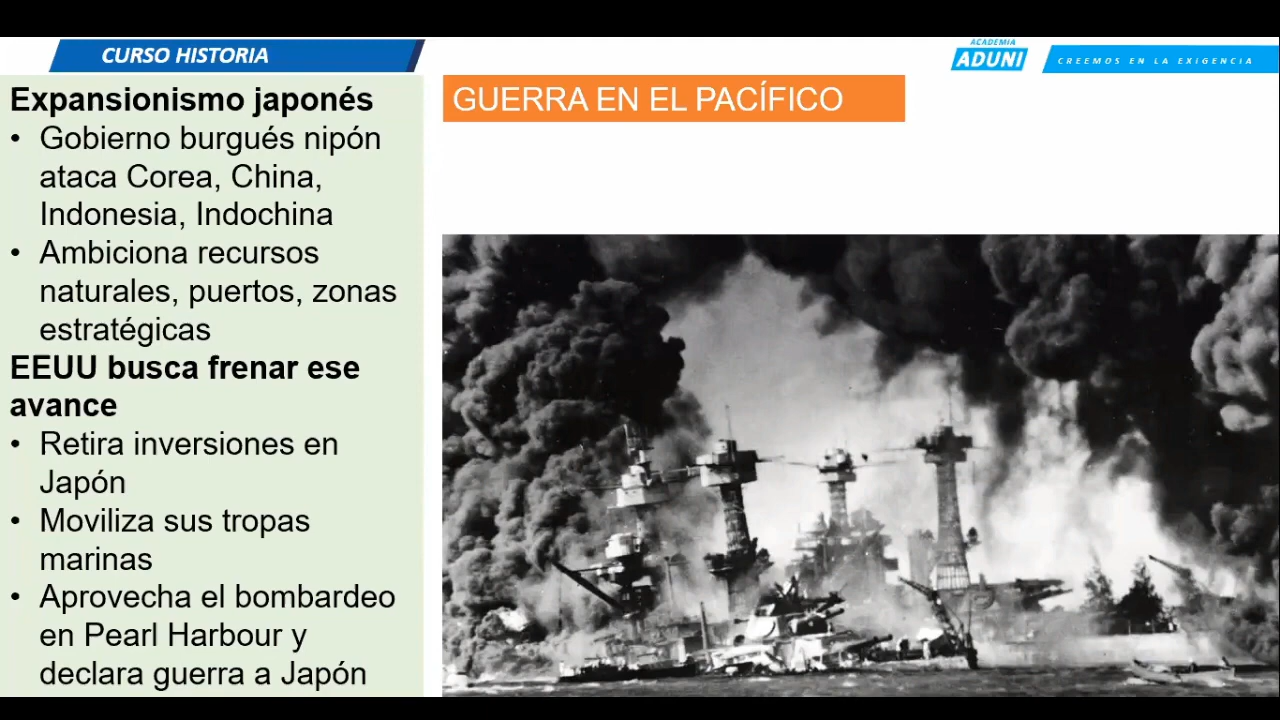 CURSO HISTORIA
ACADEMIA
ADUNI
CREEMOS EN LA EXIGENCIA
Expansionismo japonés
• Gobierno burgués nipón
ataca Corea, China,
Indonesia, Indochina
• Ambiciona recursos
naturales, puertos, zonas
estratégicas
EEUU busca frenar ese
avance
• Retira inversiones en
Japón
• Moviliza sus tropas
marinas
• Aprovecha el bombardeo
en Pearl Harbour y
declara guerra a Japón
GUERRA EN EL PACÍFICO